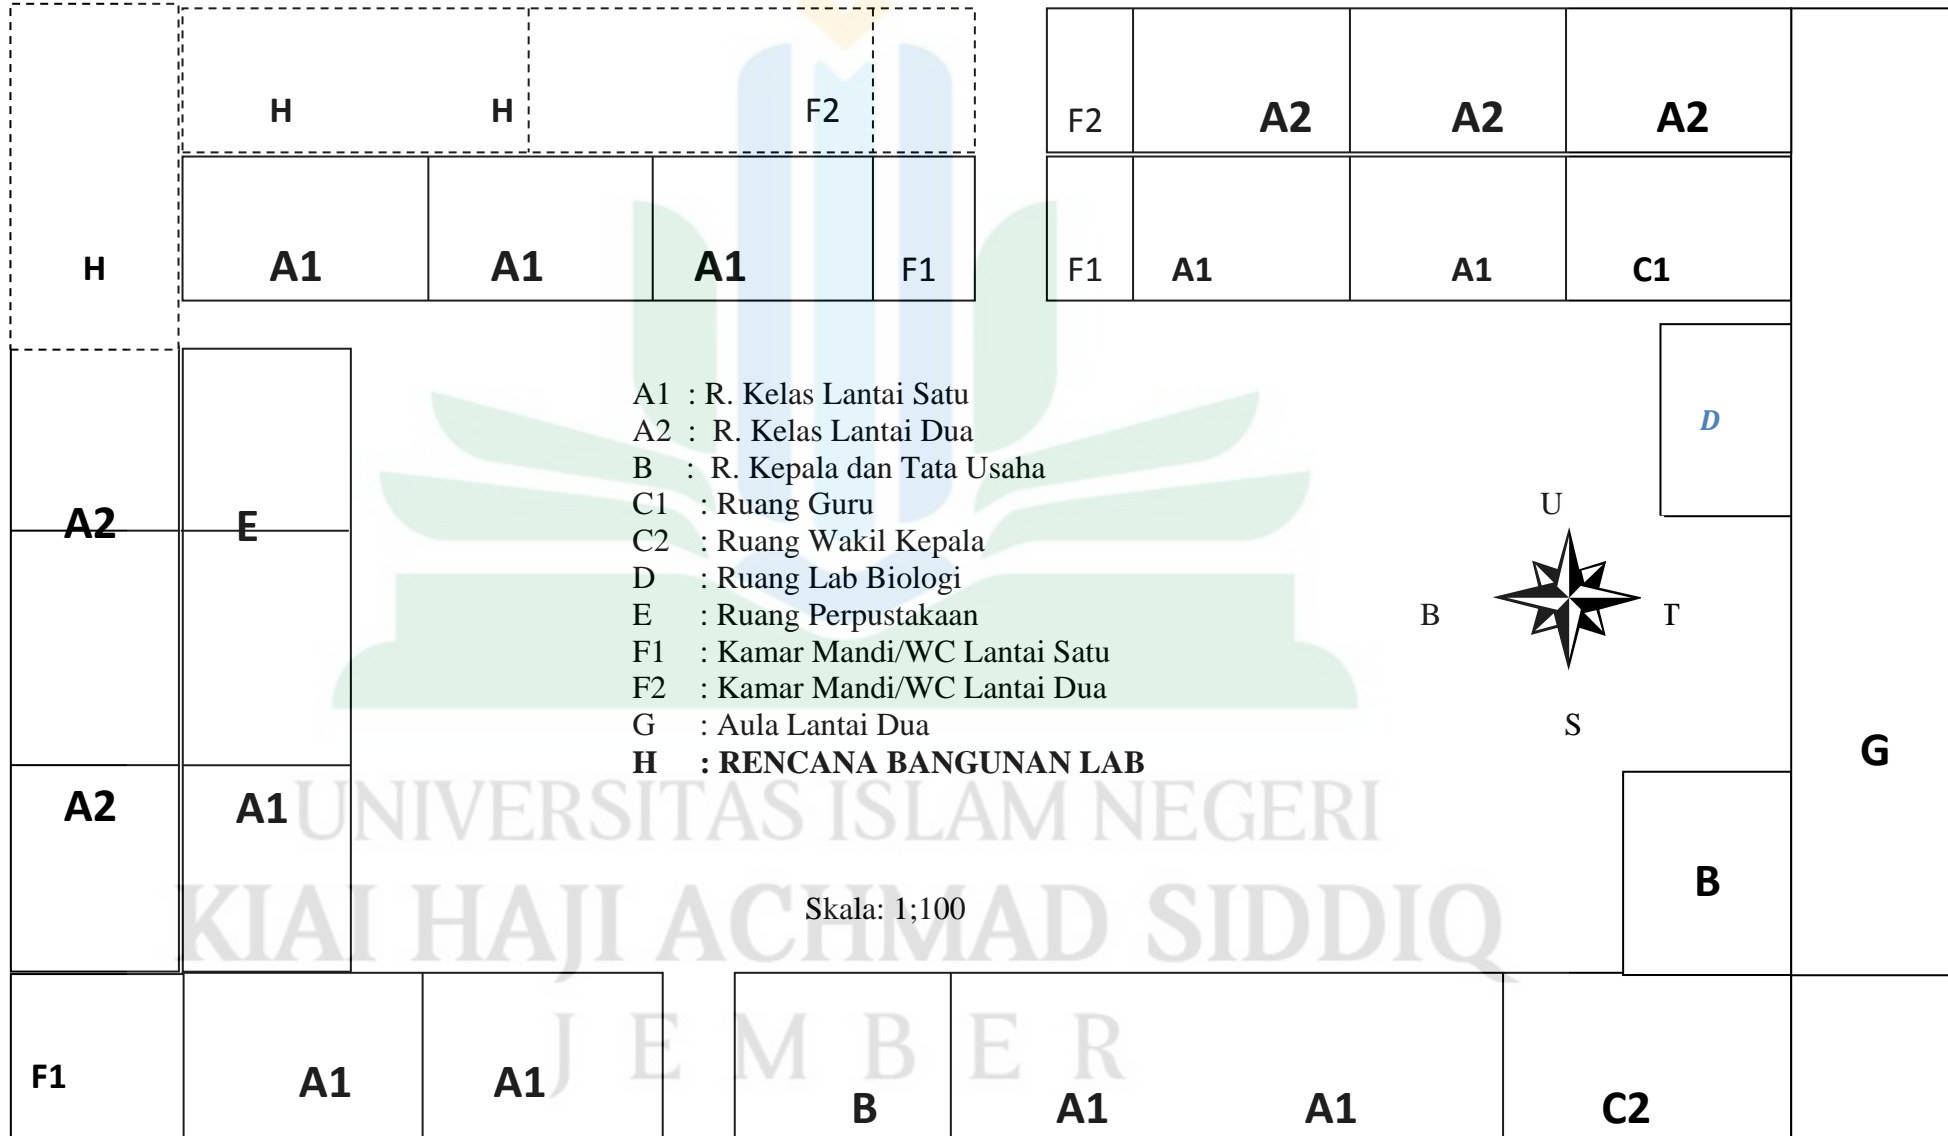 H H F2 F2 A2 A2 A2
H A1 A1 A1 F1 F1 A1 A1 C1
A1 : R. Kelas Lantai Satu
A2 : R. Kelas Lantai Dua
B : R. Kepala dan Tata Usaha
C1 : Ruang Guru
C2 : Ruang Wakil Kepala
D : Ruang Lab Biologi
E : Ruang Perpustakaan
F1 : Kamar Mandi/WC Lantai Satu
F2 : Kamar Mandi/WC Lantai Dua
G : Aula Lantai Dua
H : RENCANA BANGUNAN LAB
D
A2 E
U
B T
S
G
A2 A1
UNIVERSITAS ISLAM NEGERI
KIAI HAJI ACHMAD SIDDIQ
JEMBER
Skala: 1;100
B
F1 A1 A1 B A1 A1 C2